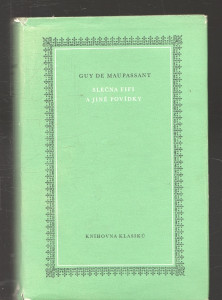 GUY DE MAUPASSANT
SLEČNA FIFI
A JINÉ POVÍDKY
KNIHOVNA KLASIKŮ